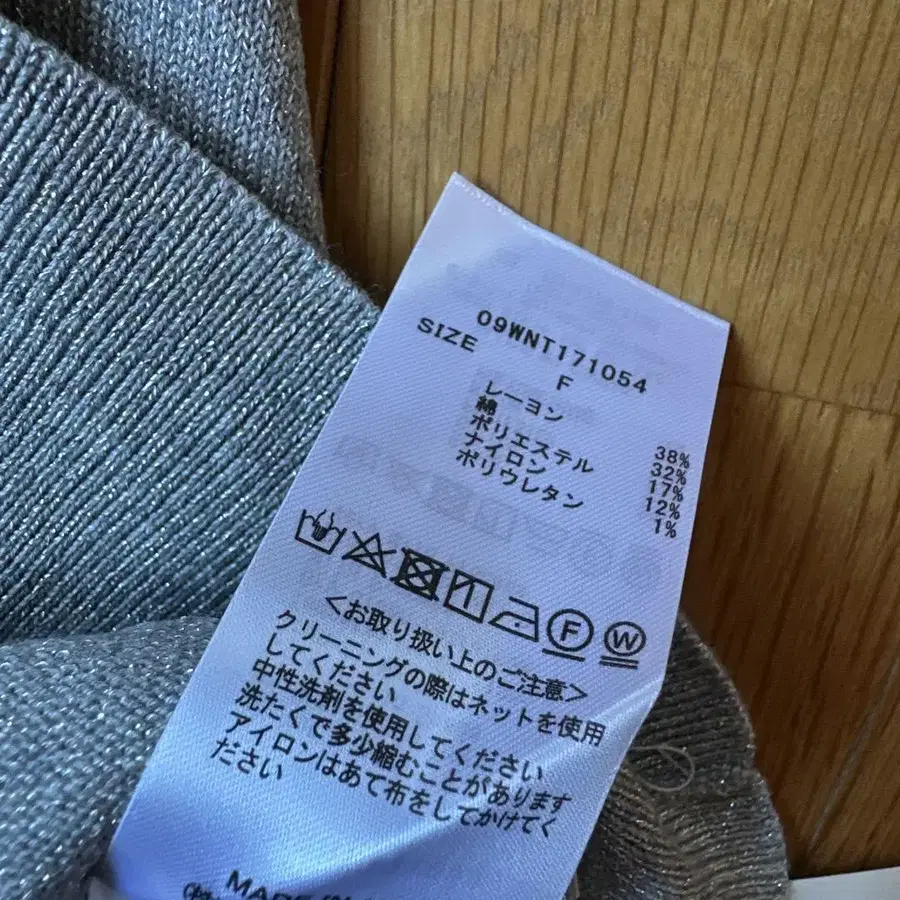 09WNT171054
SIZE F
レーヨン 38%
綿 32%
ポリエステル 17%
ナイロン 12%
ポリウレタン 1%
F W
<お取り扱い上のご注意>
クリーニングの際はネットを使用
してください
中性洗剤を使用してください
洗たくで多少縮むことがあります
アイロンはあて布をしてかけてく
ださい
MADE IN